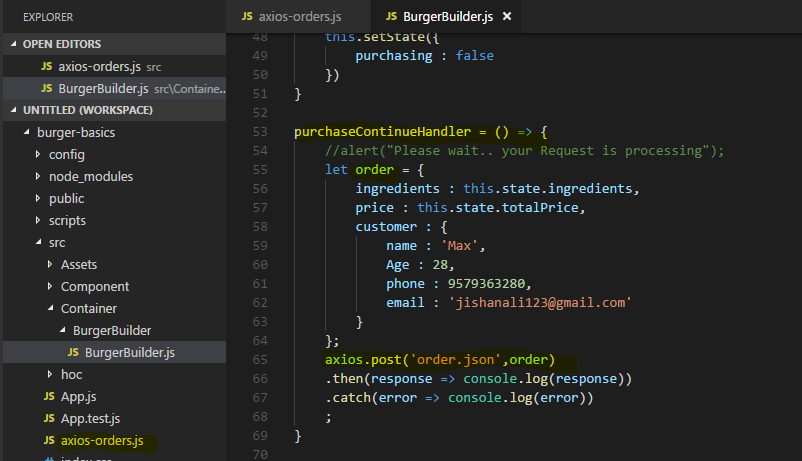 EXPLORER
OPEN EDITORS
JS axios-orders.js src
JS BurgerBuilder.js src\Containe...
UNTITLED (WORKSPACE)
burger-basics
config
node_modules
public
scripts
src
Assets
Component
Container
BurgerBuilder
JS BurgerBuilder.js
hoc
JS App.js
JS App.test.js
JS axios-orders.js
JS axios-orders.js JS BurgerBuilder.js ×
48 this.setState({
49 purchasing : false
50 })
51 }
52
53 purchaseContinueHandler = () => {
54 //alert("Please wait.. your Request is processing");
55 let order = {
56 ingredients : this.state.ingredients,
57 price : this.state.totalPrice,
58 customer : {
59 name : 'Max',
60 Age : 28,
61 phone : 9579363280,
62 email : 'jishanali123@gmail.com'
63 }
64 };
65 axios.post('order.json',order)
66 .then(response => console.log(response))
67 .catch(error => console.log(error))
68 ;
69 }
70